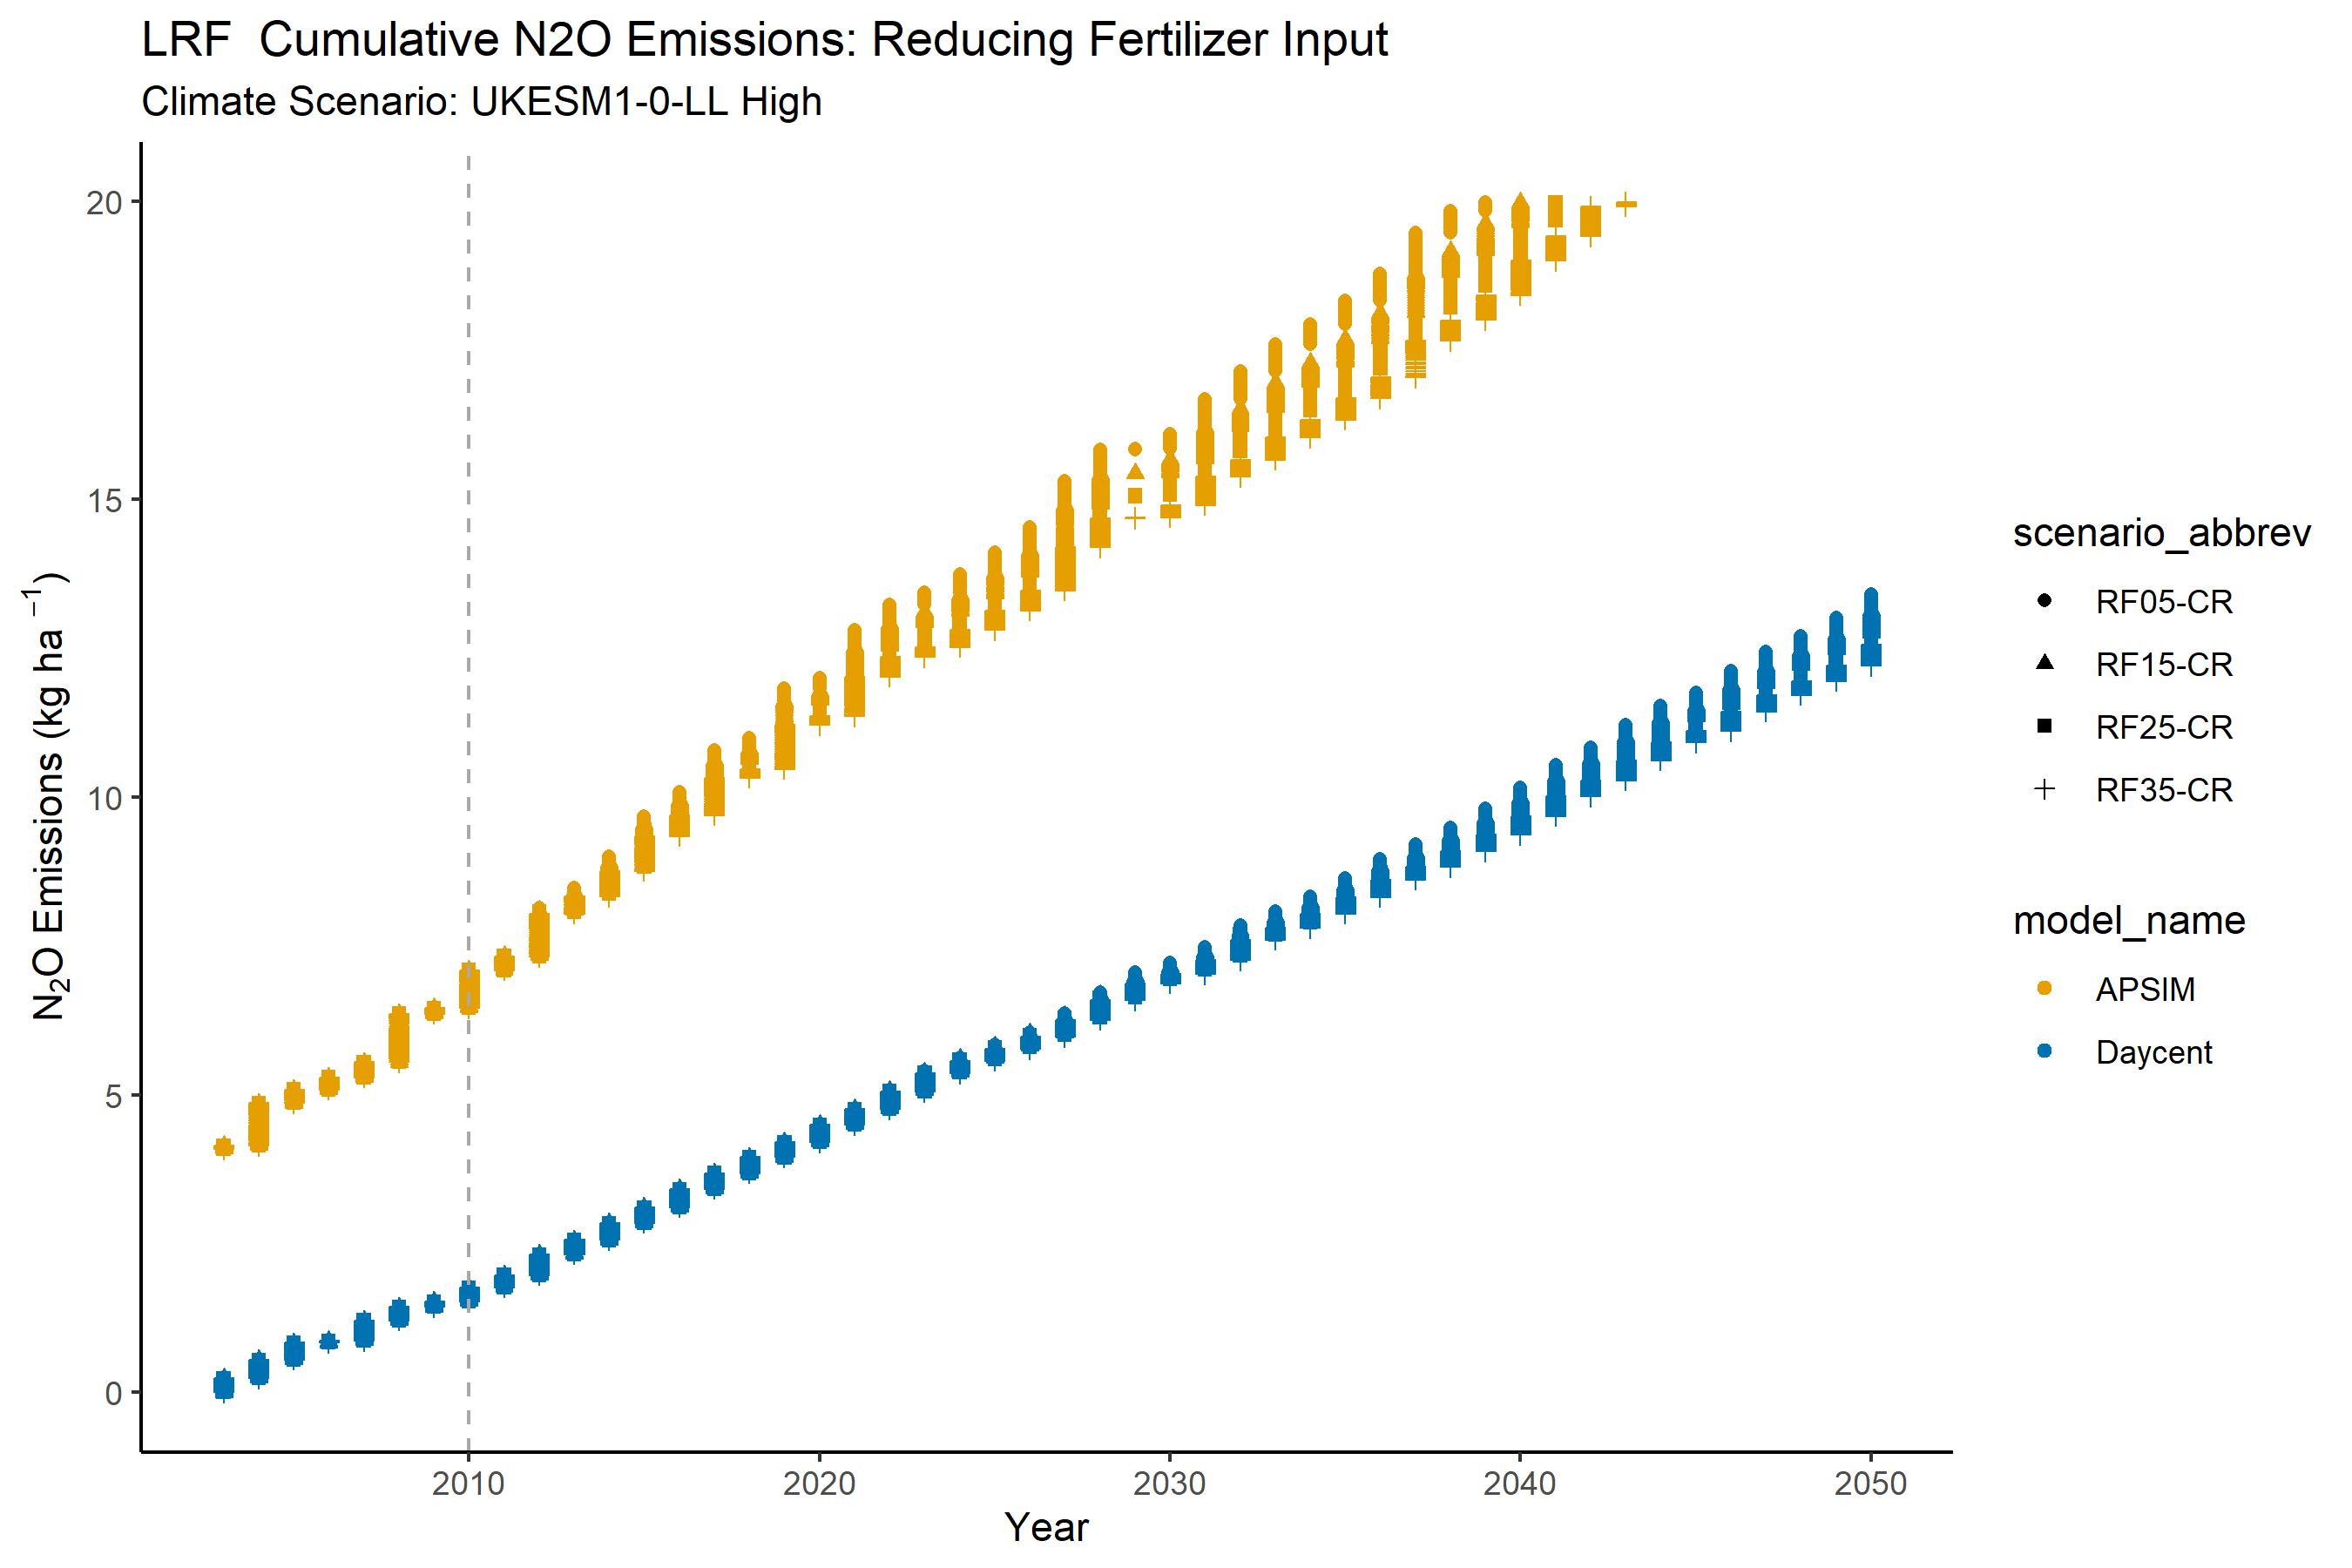 LRF  Cumulative N2O Emissions: Reducing Fertilizer Input
Climate Scenario: UKESM1-0-LL High
N₂O Emissions (kg ha ⁻¹)
20
15
10
5
0
2010
2020
2030
2040
2050
Year
scenario_abbrev
RF05-CR
RF15-CR
RF25-CR
RF35-CR
model_name
APSIM
Daycent